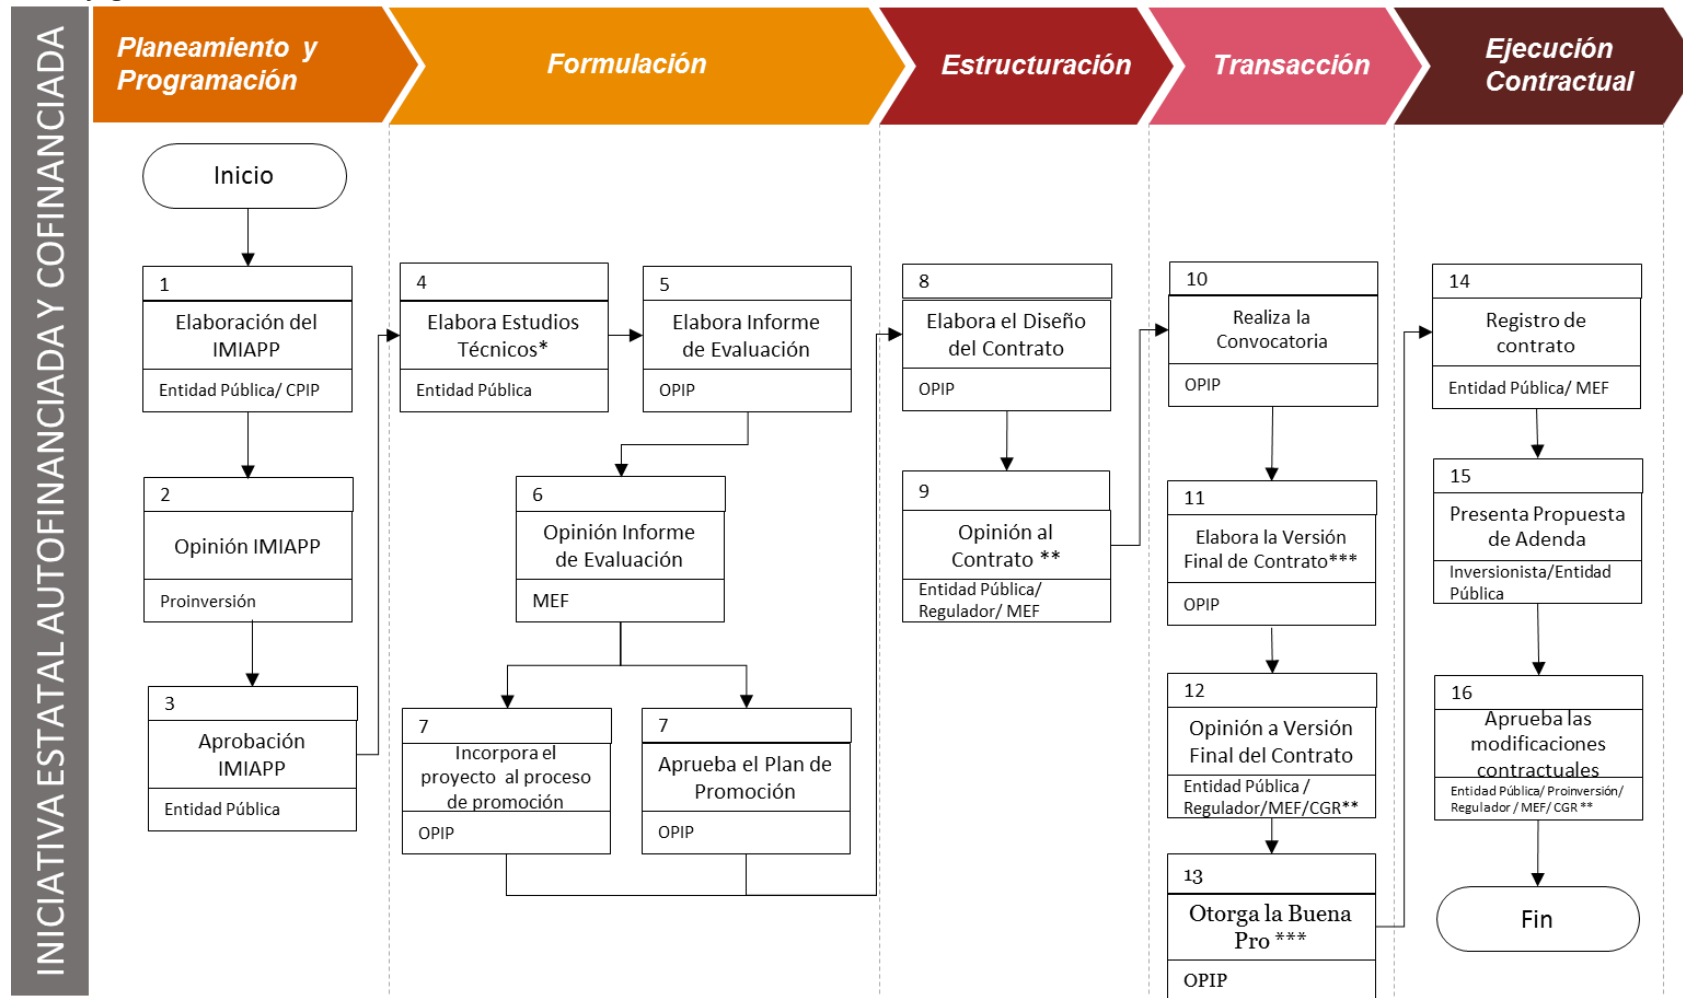 INICIATIVA ESTATAL AUTOFINANCIADA Y COFINANCIADA
Planeamiento y
Programación
Formulación
Estructuración
Transacción
Ejecución
Contractual
Inicio
1
Elaboración del
IMIAPP
Entidad Pública/ CPIP
2
Opinión IMIAPP
Proinversión
3
Aprobación
IMIAPP
Entidad Pública
4
Elabora Estudios
Técnicos*
Entidad Pública
5
Elabora Informe
de Evaluación
OPIP
6
Opinión Informe
de Evaluación
MEF
7
Incorpora el
proyecto al proceso
de promoción
OPIP
7
Aprueba el Plan de
Promoción
OPIP
8
Elabora el Diseño
del Contrato
OPIP
9
Opinión al
Contrato **
Entidad Pública/
Regulador/ MEF
10
Realiza la
Convocatoria
OPIP
11
Elabora la Versión
Final de Contrato***
OPIP
12
Opinión a Versión
Final del Contrato
Entidad Pública /
Regulador/MEF/CGR**
13
Otorga la Buena
Pro ***
OPIP
14
Registro de
contrato
Entidad Pública/ MEF
15
Presenta Propuesta
de Adenda
Inversionista/Entidad
Pública
16
Aprueba las
modificaciones
contractuales
Entidad Pública/ Proinversión/
Regulador / MEF/ CGR **
Fin